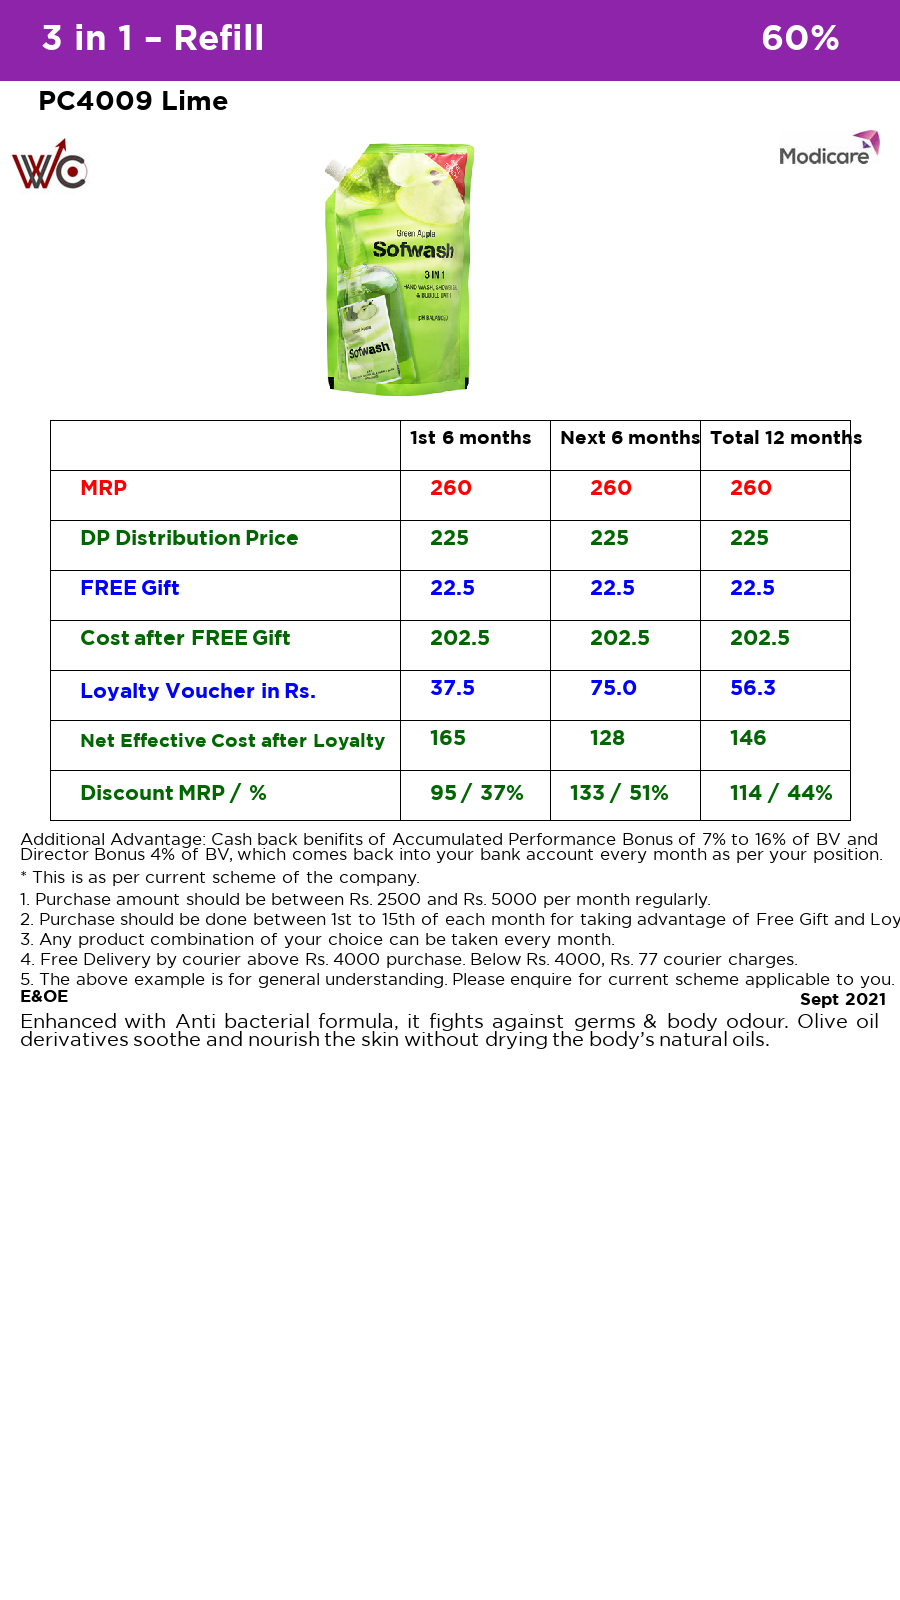 3 in 1 – Refill 60%
PC4009 Lime
WC
Modicare
Green Apple
Sofwash
3 IN 1
HAND WASH, SHOWER GEL
& BUBBLE BATH
pH BALANCED
Sofwash
1st 6 months Next 6 months Total 12 months
MRP 260 260 260
DP Distribution Price 225 225 225
FREE Gift 22.5 22.5 22.5
Cost after FREE Gift 202.5 202.5 202.5
Loyalty Voucher in Rs. 37.5 75.0 56.3
Net Effective Cost after Loyalty 165 128 146
Discount MRP / % 95 / 37% 133 / 51% 114 / 44%
Additional Advantage: Cash back benifits of Accumulated Performance Bonus of 7% to 16% of BV and
Director Bonus 4% of BV, which comes back into your bank account every month as per your position.
* This is as per current scheme of the company.
1. Purchase amount should be between Rs. 2500 and Rs. 5000 per month regularly.
2. Purchase should be done between 1st to 15th of each month for taking advantage of Free Gift and Loy
3. Any product combination of your choice can be taken every month.
4. Free Delivery by courier above Rs. 4000 purchase. Below Rs. 4000, Rs. 77 courier charges.
5. The above example is for general understanding. Please enquire for current scheme applicable to you.
E&OE
Sept 2021
Enhanced with Anti bacterial formula, it fights against germs & body odour. Olive oil
derivatives soothe and nourish the skin without drying the body’s natural oils.